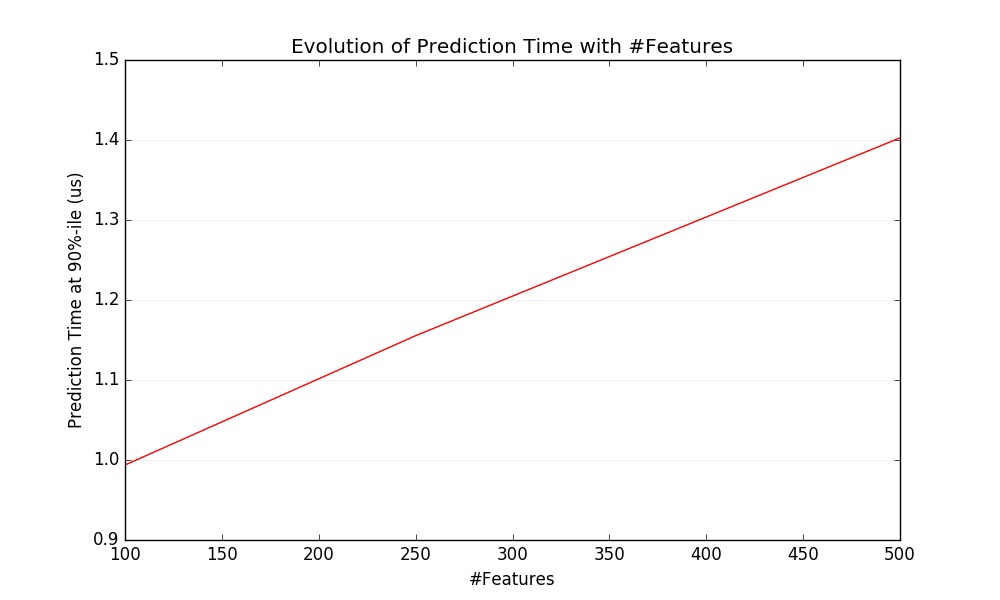 Evolution of Prediction Time with #Features
Prediction Time at 90%-ile (us)
1.5
1.4
1.3
1.2
1.1
1.0
0.9
100 150 200 250 300 350 400 450 500
#Features